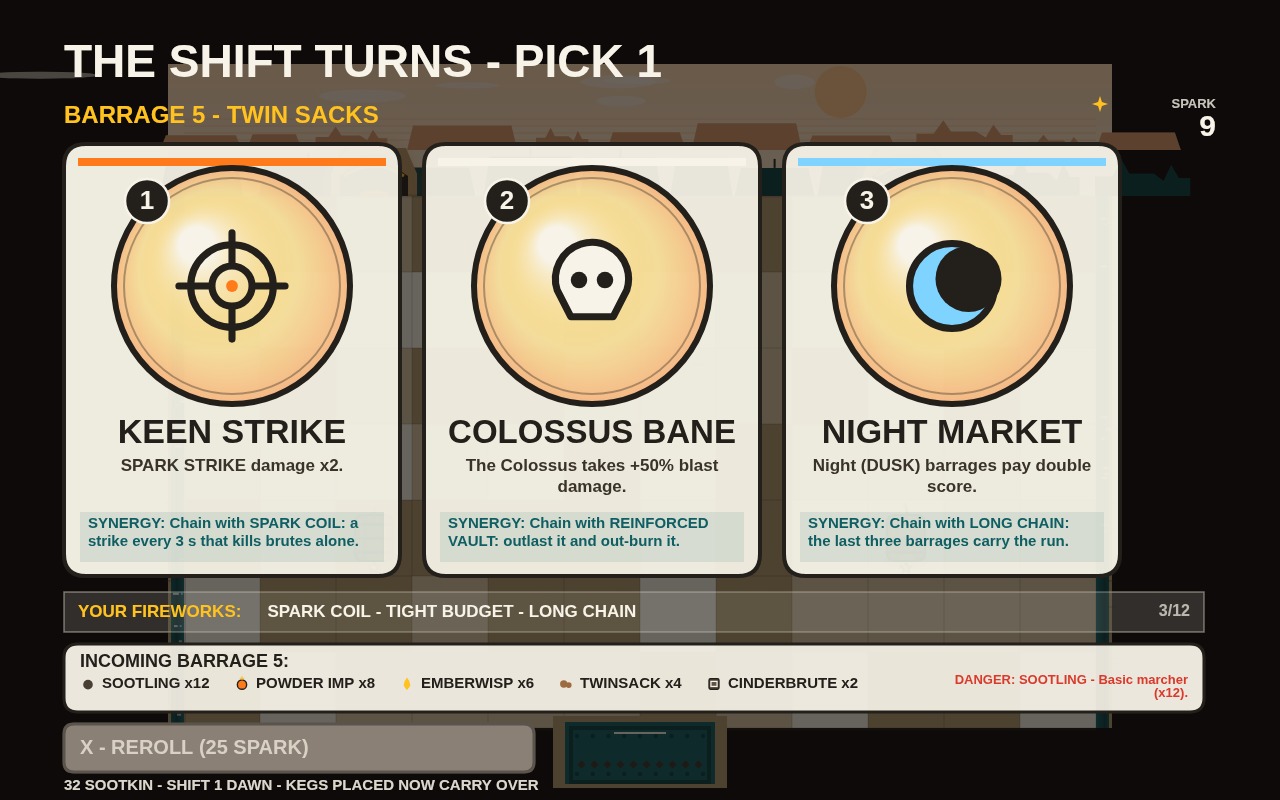 THE SHIFT TURNS - PICK 1
BARRAGE 5 - TWIN SACKS
SPARK
9
1
KEEN STRIKE
SPARK STRIKE damage x2.
SYNERGY: Chain with SPARK COIL: a
strike every 3 s that kills brutes alone.
2
COLOSSUS BANE
The Colossus takes +50% blast
damage.
SYNERGY: Chain with REINFORCED
VAULT: outlast it and out-burn it.
3
NIGHT MARKET
Night (DUSK) barrages pay double
score.
SYNERGY: Chain with LONG CHAIN:
the last three barrages carry the run.
YOUR FIREWORKS: SPARK COIL - TIGHT BUDGET - LONG CHAIN 3/12
INCOMING BARRAGE 5:
SOOTLING x12 POWDER IMP x8 EMBERWISP x6 TWINSACK x4 CINDERBRUTE x2
DANGER: SOOTLING - Basic marcher
(x12).
X - REROLL (25 SPARK)
32 SOOTKIN - SHIFT 1 DAWN - KEGS PLACED NOW CARRY OVER